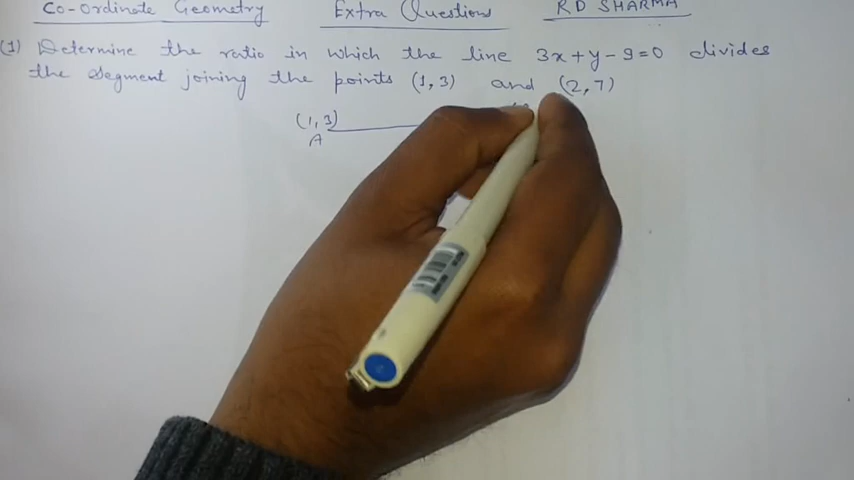 Co-Ordinate Geometry Extra Questions RD SHARMA
(1) Determine the ratio in which the line 3x+y-9=0 divides
the segment joining the points (1,3) and (2,7)
(1,3)
A